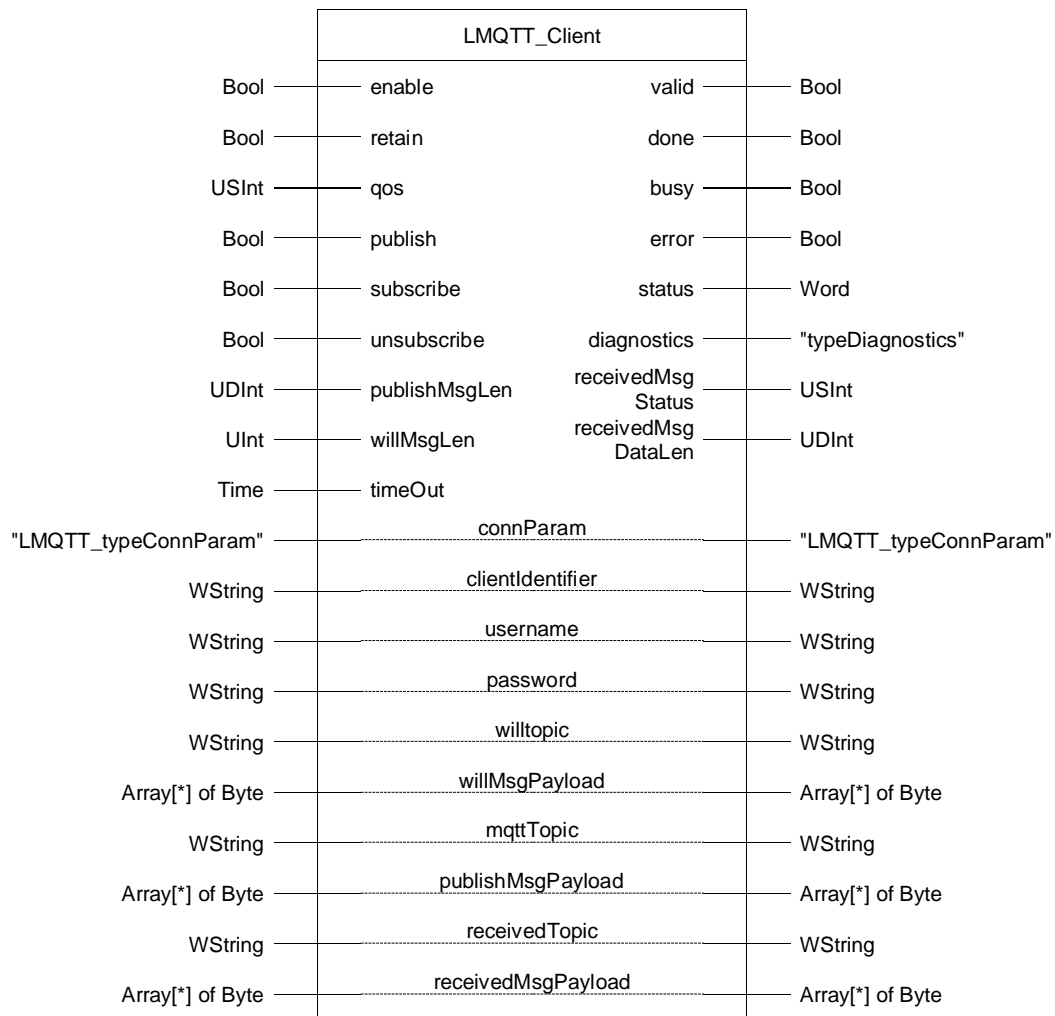 LMQTT_Client
Bool enable valid Bool
Bool retain done Bool
USInt qos busy Bool
Bool publish error Bool
Bool subscribe status Word
Bool unsubscribe diagnostics "typeDiagnostics"
UDInt publishMsgLen receivedMsg
Status USInt
UInt willMsgLen receivedMsg
DataLen UDInt
Time timeOut
"LMQTT_typeConnParam" connParam "LMQTT_typeConnParam"
WString clientIdentifier WString
WString username WString
WString password WString
WString willtopic WString
Array[*] of Byte willMsgPayload Array[*] of Byte
WString mqttTopic WString
Array[*] of Byte publishMsgPayload Array[*] of Byte
WString receivedTopic WString
Array[*] of Byte receivedMsgPayload Array[*] of Byte